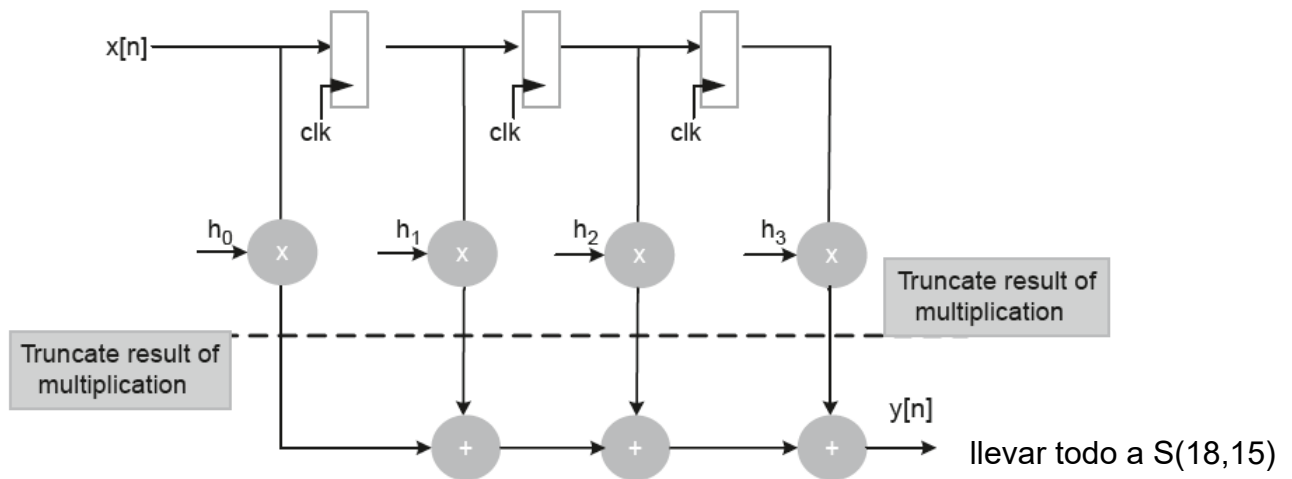 x[n]
clk
clk
clk
h0
h1
h2
h3
x
x
x
x
Truncate result of
multiplication
Truncate result of
multiplication
y[n]
+
+
+
llevar todo a S(18,15)